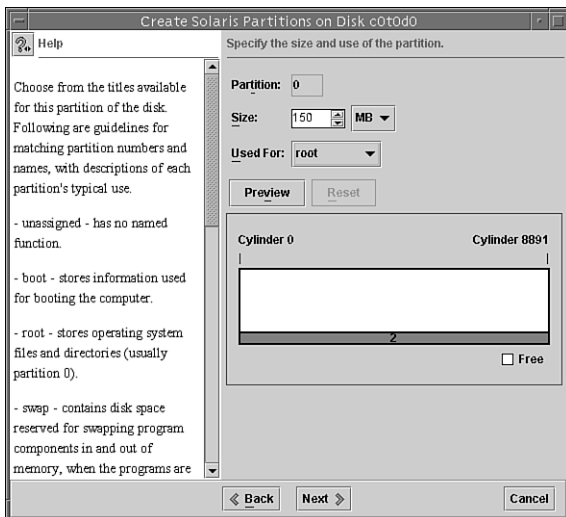 Create Solaris Partitions on Disk c0t0d0
Help
Specify the size and use of the partition.
Choose from the titles available
for this partition of the disk.
Following are guidelines for
matching partition numbers and
names, with descriptions of each
partition's typical use.
- unassigned - has no named
function.
- boot - stores information used
for booting the computer.
- root - stores operating system
files and directories (usually
partition 0).
- swap - contains disk space
reserved for swapping program
components in and out of
memory, when the programs are
Partition: 0
Size: 150 MB
Used For: root
Preview Reset
Cylinder 0 Cylinder 8891
2
Free
Back Next Cancel